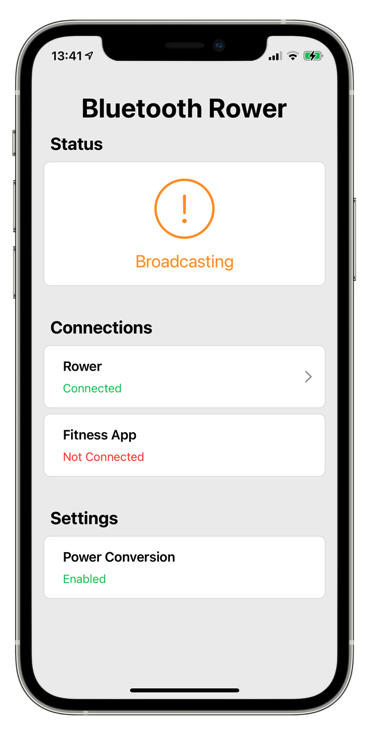 13:41
Bluetooth Rower
Status
!
Broadcasting
Connections
Rower
Connected
Fitness App
Not Connected
Settings
Power Conversion
Enabled